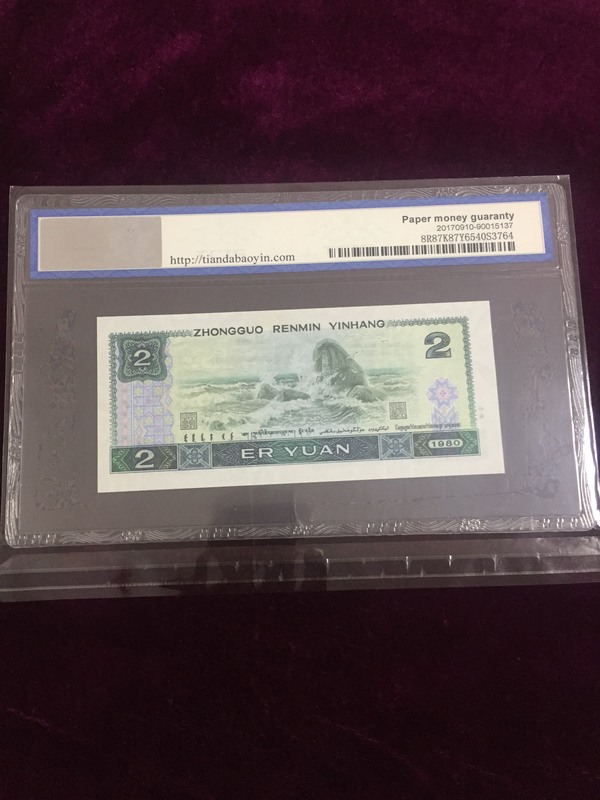 Paper money guaranty
20170910-90015137
8R87K87Y6540S3764
http://tiandabaoyin.com
ZHONGGUO RENMIN YINHANG
2
2
2
ER YUAN
1980